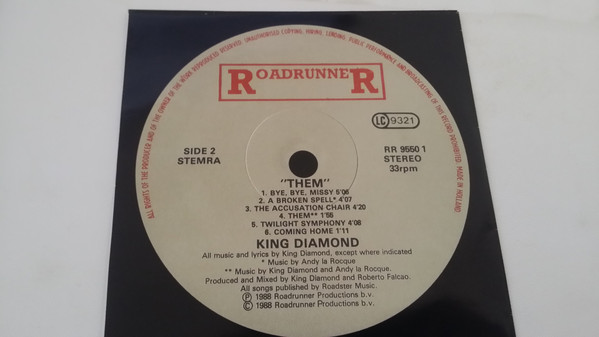 ALL RIGHTS OF THE PRODUCER AND OF THE OWNER OF THE WORK REPRODUCED RESERVED. UNAUTHORIZED COPYING, HIRING, LENDING, PUBLIC PERFORMANCE AND BROADCASTING OF THIS RECORD PROHIBITED. MADE IN HOLLAND
ROADRUNNER
LC 9321
SIDE 2
STEMRA
RR 9550 1
STEREO
33rpm
"THEM"
1. BYE, BYE, MISSY 5'06
2. A BROKEN SPELL* 4'07
3. THE ACCUSATION CHAIR 4'20
4. THEM** 1'56
5. TWILIGHT SYMPHONY 4'08
6. COMING HOME 1'11
KING DIAMOND
All music and lyrics by King Diamond, except where indicated
* Music by Andy la Rocque
** Music by King Diamond and Andy la Rocque.
Produced and Mixed by King Diamond and Roberto Falcao.
All songs published by Roadster Music.
Ⓟ 1988 Roadrunner Productions b.v.
© 1988 Roadrunner Productions b.v.